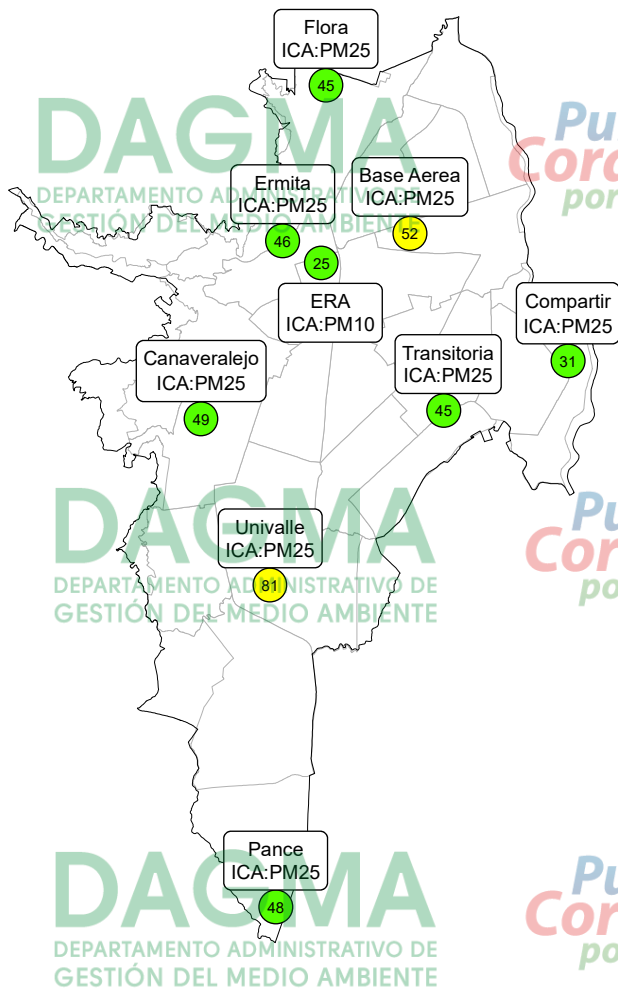 Flora
ICA:PM25
45
DAGMA
DEPARTAMENTO ADMINISTRATIVO DE
GESTIÓN DEL MEDIO AMBIENTE
Ermita
ICA:PM25
46
Base Aerea
ICA:PM25
52
25
ERA
ICA:PM10
Compartir
ICA:PM25
31
Canaveralejo
ICA:PM25
49
Transitoria
ICA:PM25
45
DAGMA
DEPARTAMENTO ADMINISTRATIVO DE
GESTIÓN DEL MEDIO AMBIENTE
Univalle
ICA:PM25
81
Pance
ICA:PM25
48
DAGMA
DEPARTAMENTO ADMINISTRATIVO DE
GESTIÓN DEL MEDIO AMBIENTE